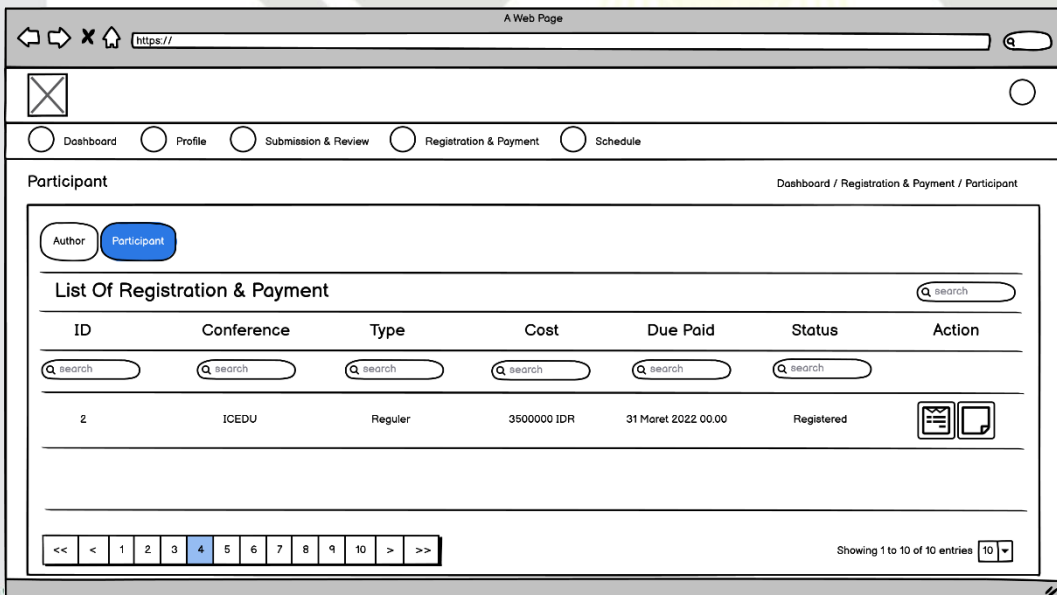 A Web Page
https://
Dashboard Profile Submission & Review Registration & Payment Schedule
Participant
Dashboard / Registration & Payment / Participant
Author Participant
List Of Registration & Payment
search
ID Conference Type Cost Due Paid Status Action
search search search search search search
2 ICEDU Reguler 3500000 IDR 31 Maret 2022 00.00 Registered
<< < 1 2 3 4 5 6 7 8 9 10 > >>
Showing 1 to 10 of 10 entries 10